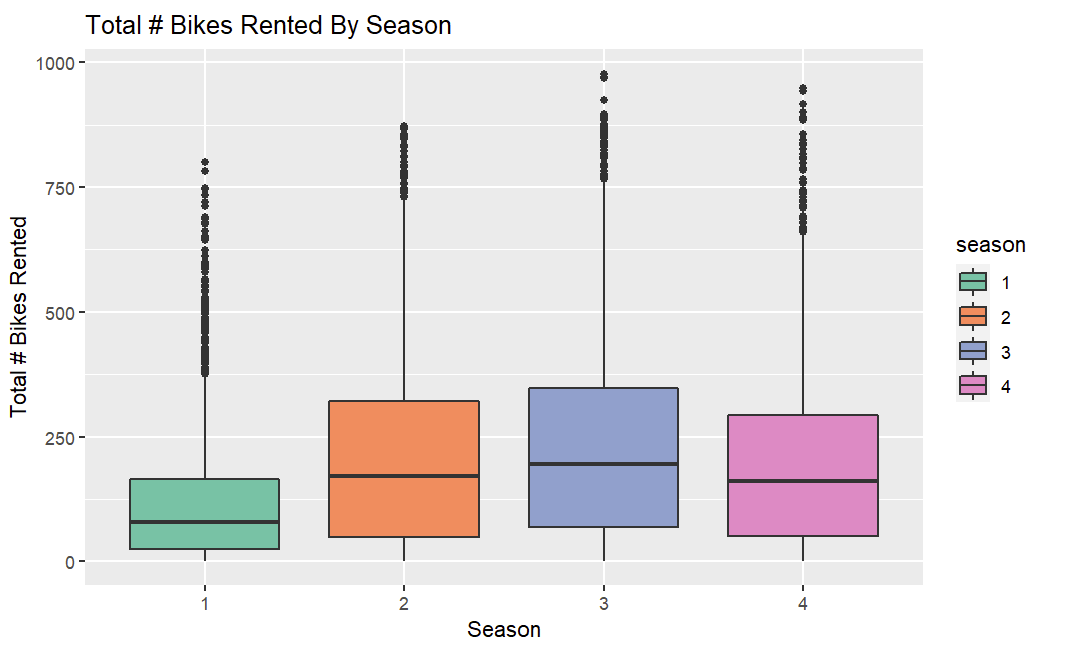 Total # Bikes Rented By Season
1000
750
500
250
0
Total # Bikes Rented
1 2 3 4
Season
season
1
2
3
4